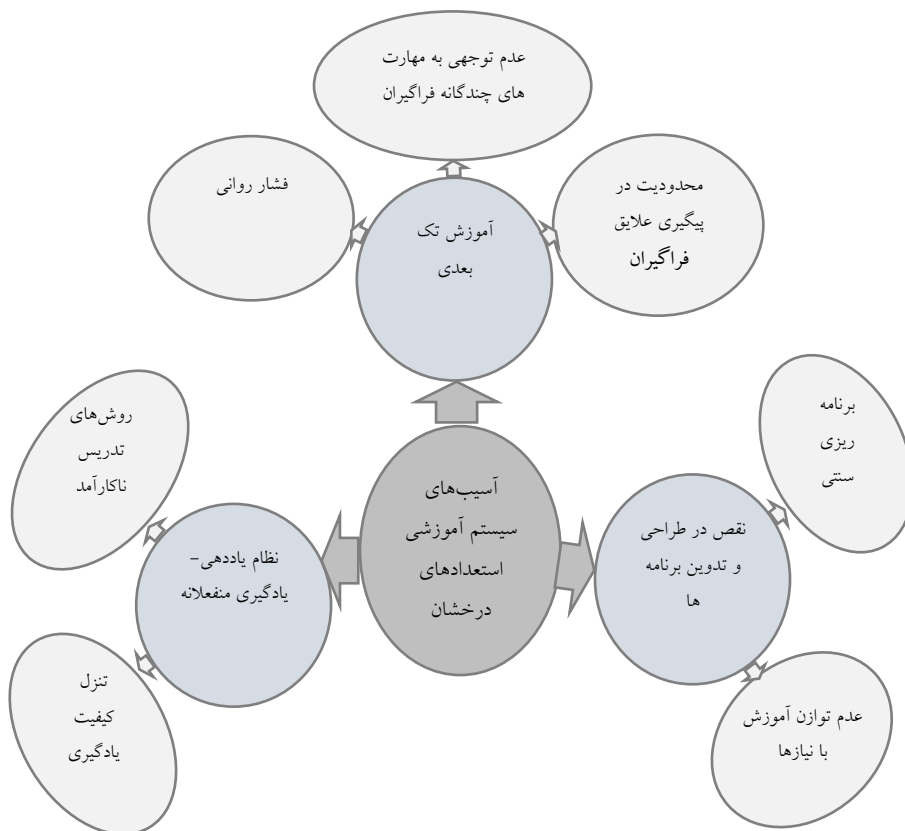 عدم توجهی به مهارت
های چندگانه فراگیران
فشار روانی
محدودیت در
پیگیری علایق
فراگیران
آموزش تک
بعدی
برنامه
ریزی
سنتی
روش‌های
تدریس
ناکارآمد
آسیب‌های
سیستم آموزشی
استعدادهای
درخشان
نقص در طراحی
و تدوین برنامه
ها
نظام یاددهی-
یادگیری منفعلانه
عدم توازن آموزش
با نیازها
تنزل
کیفیت
یادگیری